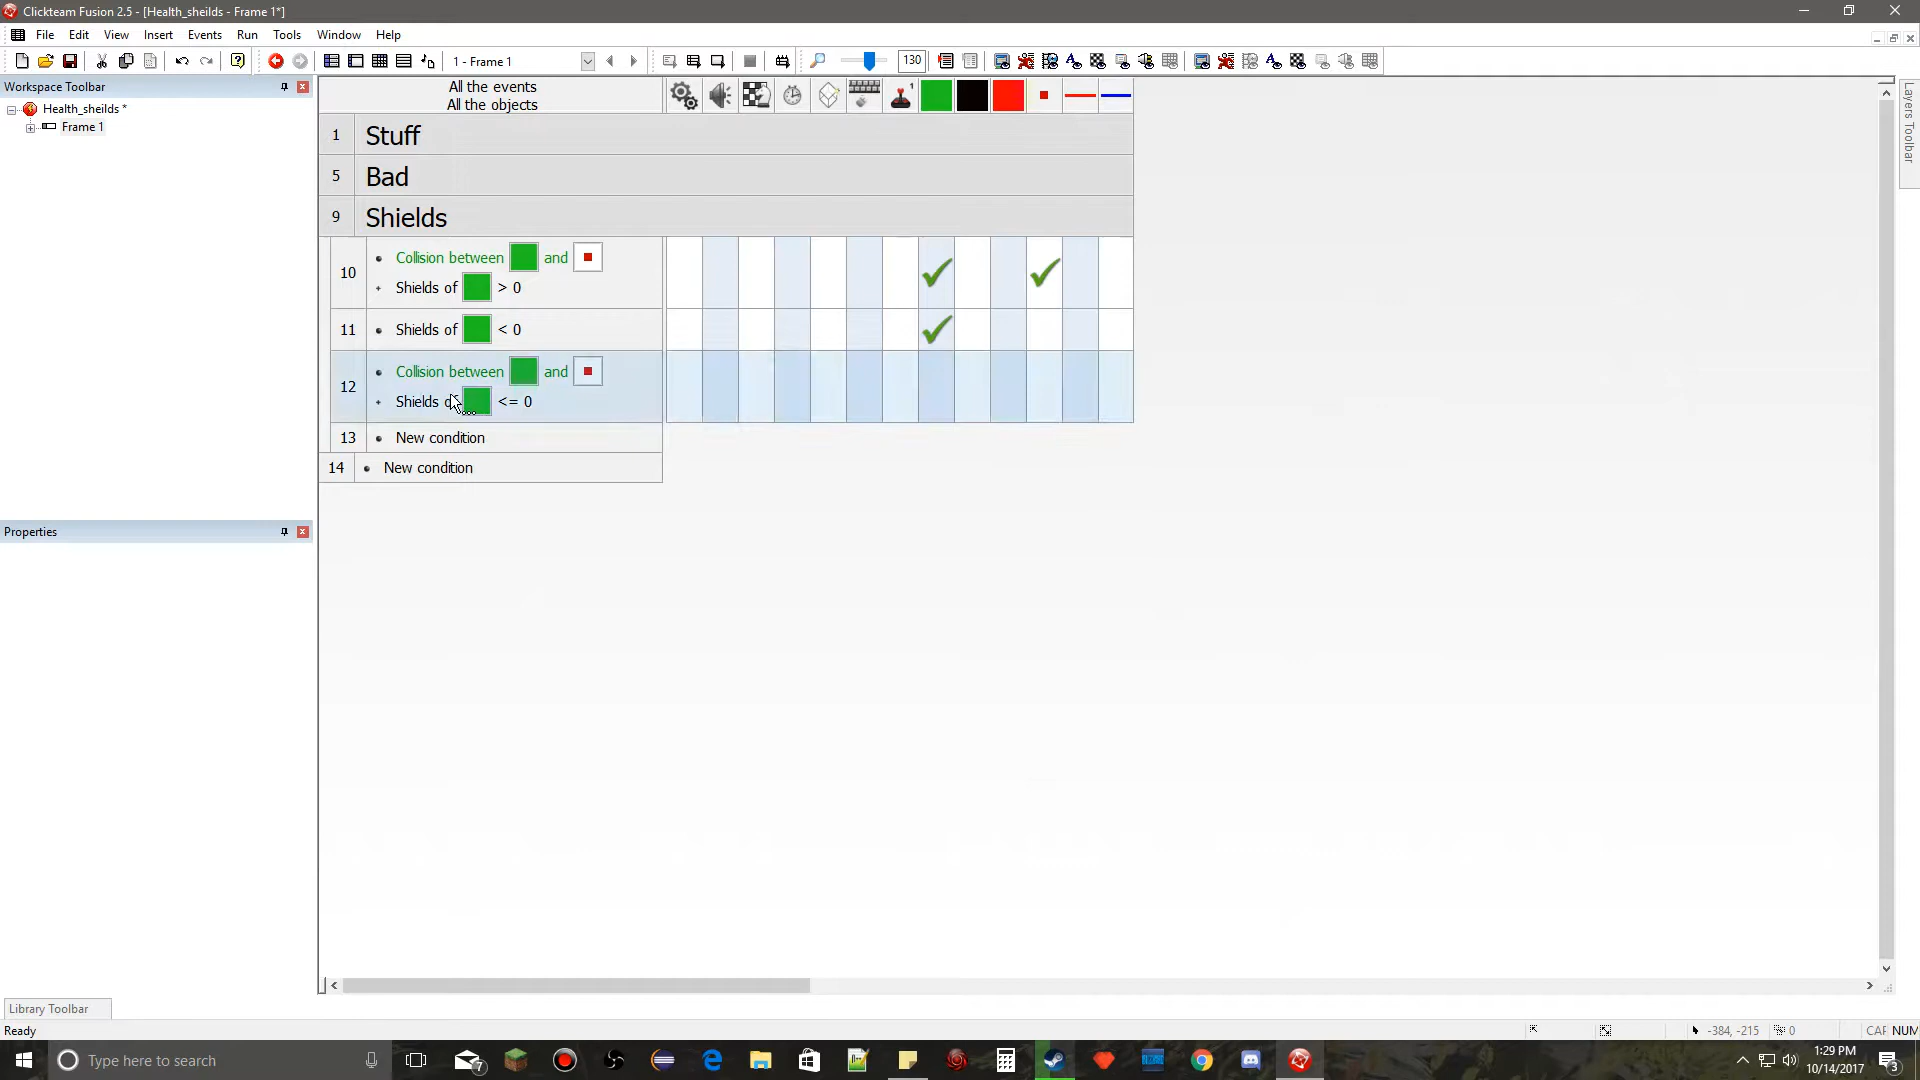 Clickteam Fusion 2.5 - [Health_sheilds - Frame 1*]
File Edit View Insert Events Run Tools Window Help
1 - Frame 1
130
Workspace Toolbar
Health_sheilds *
Frame 1
Properties
Library Toolbar
Layers Toolbar
All the events
All the objects
1
1 Stuff
5 Bad
9 Shields
10 Collision between and
Shields of > 0
11 Shields of < 0
12 Collision between and
Shields of <= 0
13 New condition
14 New condition
Ready
-384, -215
0
CAP NUM
Type here to search
7
1:29 PM
10/14/2017
3